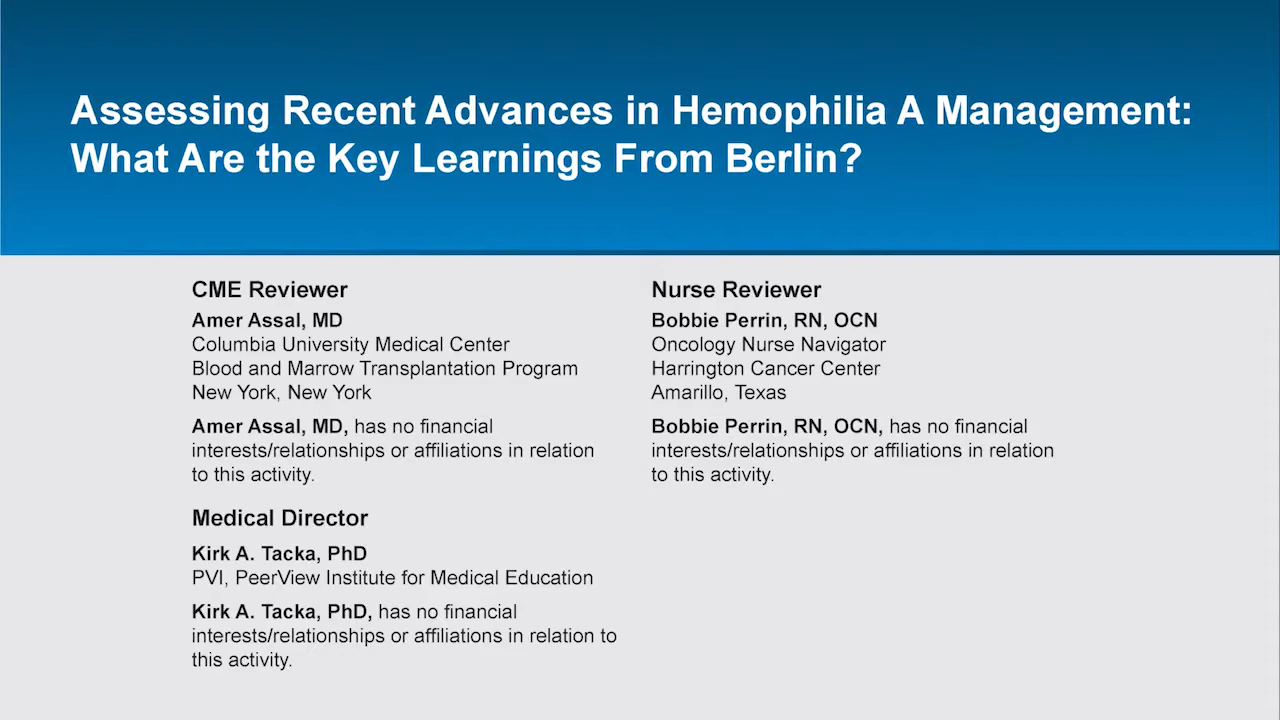 Assessing Recent Advances in Hemophilia A Management:
What Are the Key Learnings From Berlin?
CME Reviewer
Amer Assal, MD
Columbia University Medical Center
Blood and Marrow Transplantation Program
New York, New York
Amer Assal, MD, has no financial
interests/relationships or affiliations in relation
to this activity.
Nurse Reviewer
Bobbie Perrin, RN, OCN
Oncology Nurse Navigator
Harrington Cancer Center
Amarillo, Texas
Bobbie Perrin, RN, OCN, has no financial
interests/relationships or affiliations in relation
to this activity.
Medical Director
Kirk A. Tacka, PhD
PVI, PeerView Institute for Medical Education
Kirk A. Tacka, PhD, has no financial
interests/relationships or affiliations in relation to
this activity.